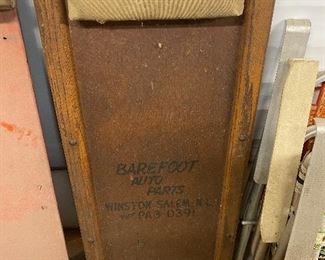 BAREFOOT
AUTO
PARTS
WINSTON SALEM, N.C.
PA3 0391